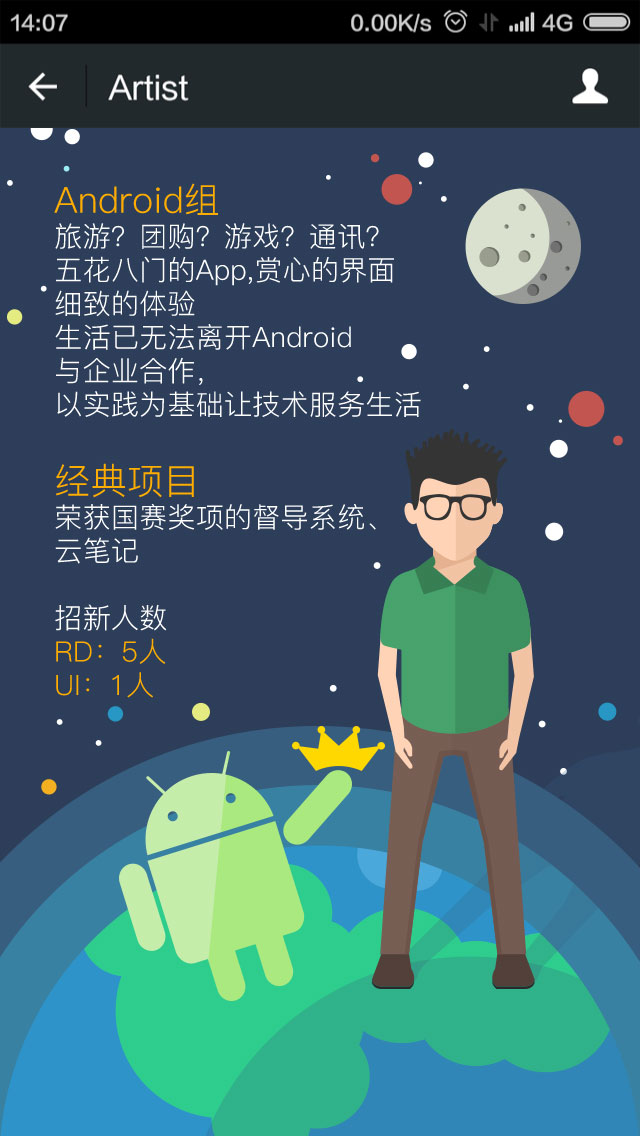 14:07
0.00K/s
4G
Artist
Android组
旅游？团购？游戏？通讯？
五花八门的App,赏心的界面
细致的体验
生活已无法离开Android
与企业合作,
以实践为基础让技术服务生活
经典项目
荣获国赛奖项的督导系统、
云笔记
招新人数
RD：5人
UI：1人